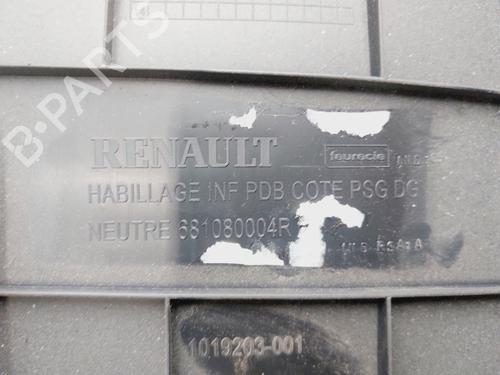 B-PARTS
RENAULT faurecia
HABILLAGE INF PDB COTE PSG DG
NEUTRE 681080004R
1019203-001